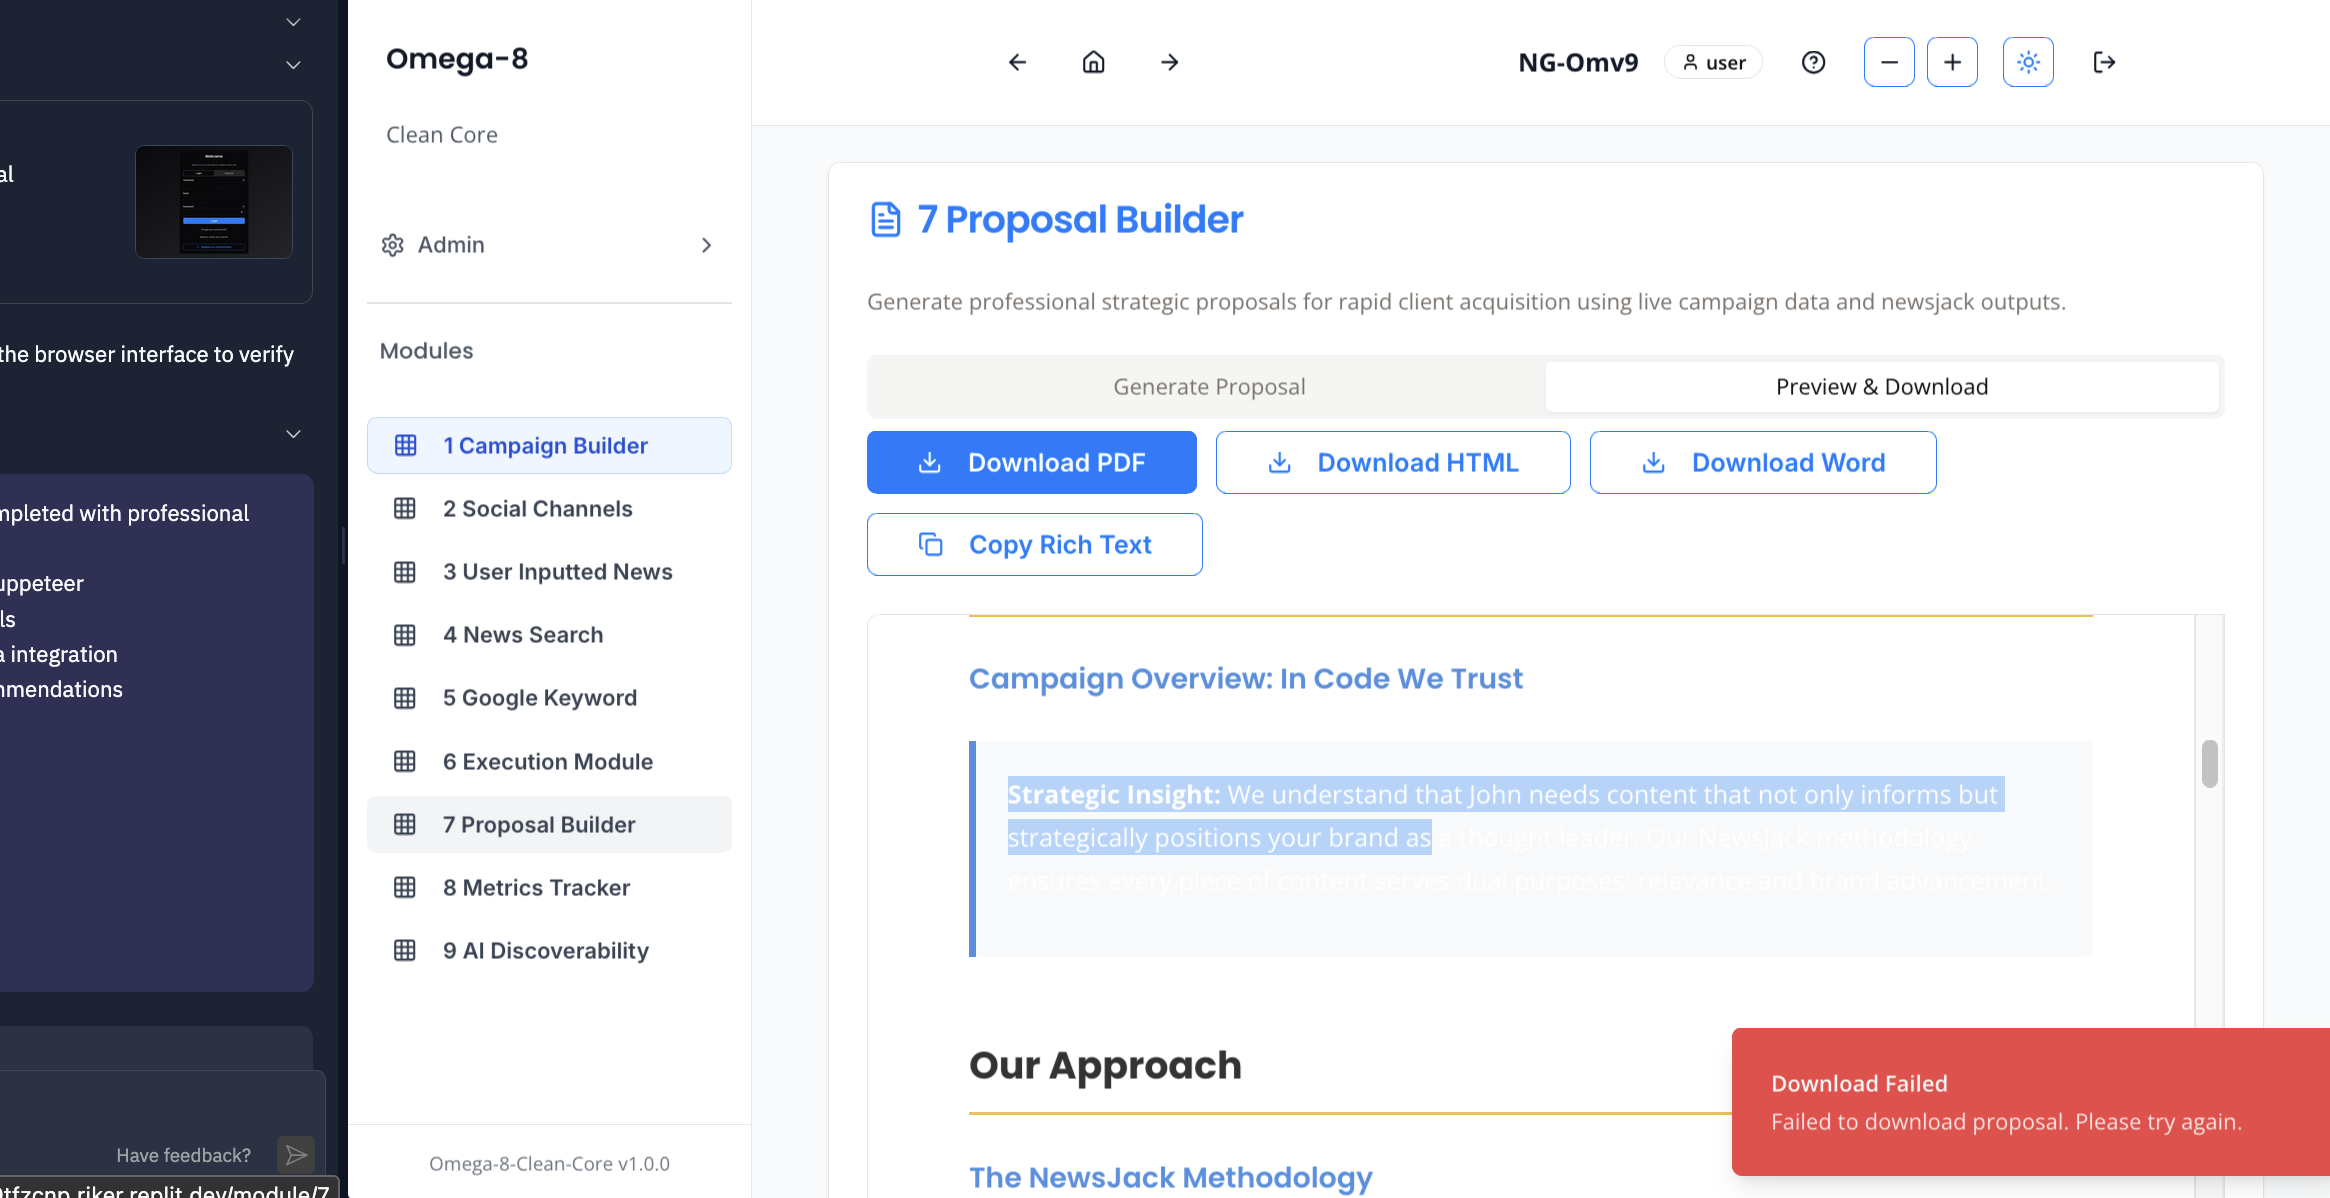 al
the browser interface to verify
mpleted with professional
uppeteer
ls
a integration
nmendations
Have feedback?
tfzcnp.riker.replit.dev/module/7
Omega-8
Clean Core
Admin
Modules
1 Campaign Builder
2 Social Channels
3 User Inputted News
4 News Search
5 Google Keyword
6 Execution Module
7 Proposal Builder
8 Metrics Tracker
9 AI Discoverability
Omega-8-Clean-Core v1.0.0
NG-Omv9
user
7 Proposal Builder
Generate professional strategic proposals for rapid client acquisition using live campaign data and newsjack outputs.
Generate Proposal
Preview & Download
Download PDF
Download HTML
Download Word
Copy Rich Text
Campaign Overview: In Code We Trust
Strategic Insight: We understand that John needs content that not only informs but
strategically positions your brand as a thought leader. Our NewsJack methodology
ensures every piece of content serves dual purposes: relevance and brand advancement.
Our Approach
The NewsJack Methodology
Download Failed
Failed to download proposal. Please try again.